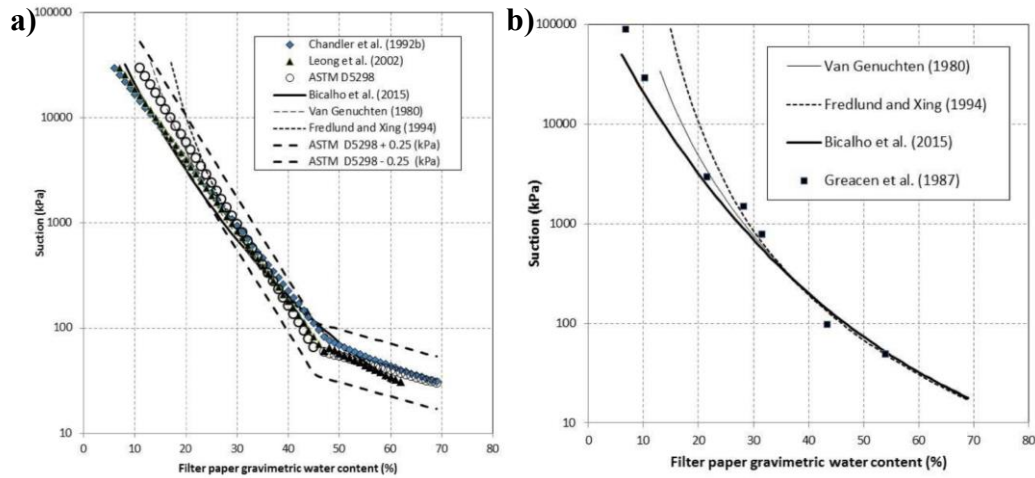 a)
100000
10000
1000
100
10
Suction (kPa)
0 10 20 30 40 50 60 70 80
Filter paper gravimetric water content (%)
Chandler et al. (1992b)
Leong et al. (2002)
ASTM D5298
Bicalho et al. (2015)
Van Genuchten (1980)
Fredlund and Xing (1994)
ASTM D5298 + 0.25 (kPa)
ASTM D5298 - 0.25 (kPa)
b)
100000
10000
1000
100
10
Suction (kPa)
0 10 20 30 40 50 60 70 80
Filter paper gravimetric water content (%)
Van Genuchten (1980)
Fredlund and Xing (1994)
Bicalho et al. (2015)
Greacen et al. (1987)